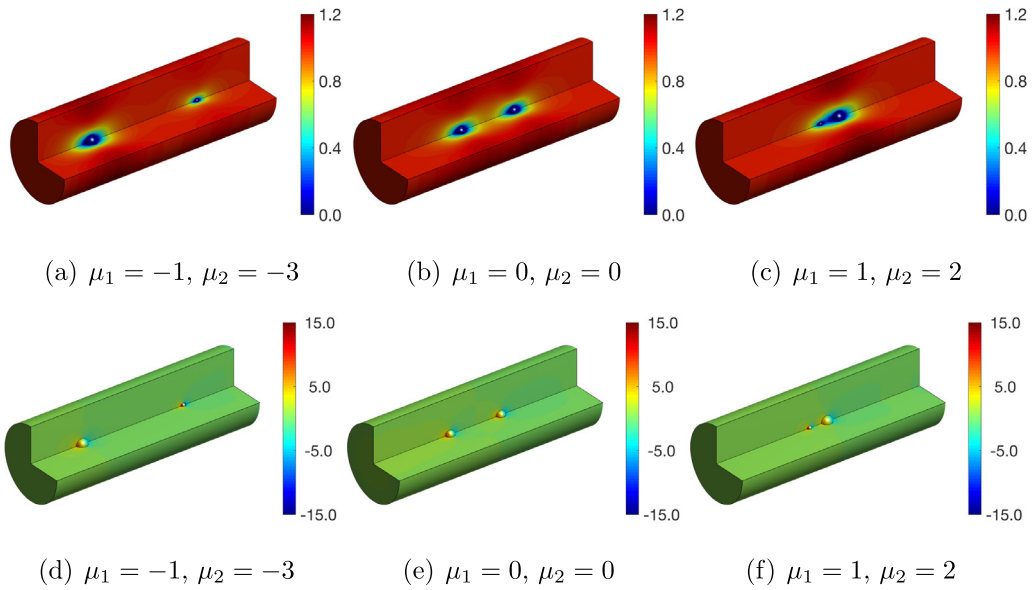 1.2 1.2 1.2
0.8 0.8 0.8
0.4 0.4 0.4
0.0 0.0 0.0
(a) μ₁ = −1, μ₂ = −3 (b) μ₁ = 0, μ₂ = 0 (c) μ₁ = 1, μ₂ = 2
15.0 15.0 15.0
5.0 5.0 5.0
-5.0 -5.0 -5.0
-15.0 -15.0 -15.0
(d) μ₁ = −1, μ₂ = −3 (e) μ₁ = 0, μ₂ = 0 (f) μ₁ = 1, μ₂ = 2